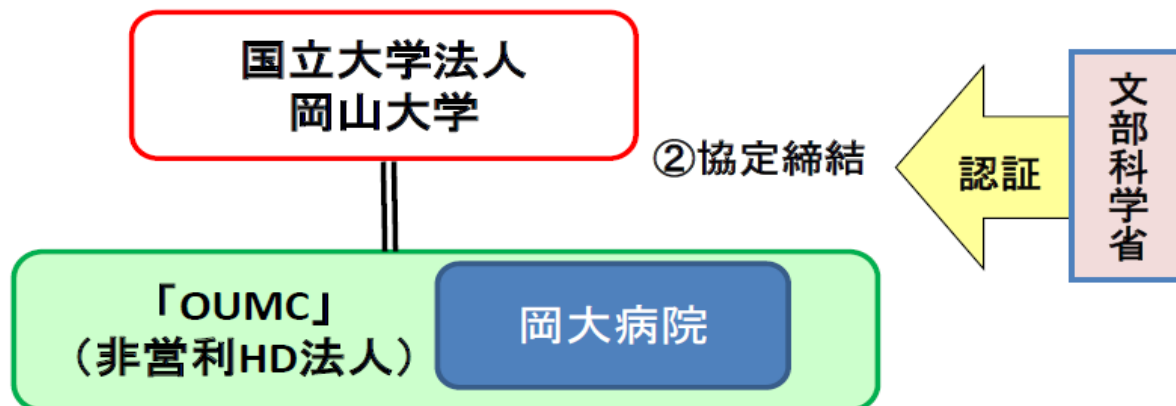 国立大学法人
岡山大学
②協定締結
認証
文部科学省
「OUMC」
（非営利HD法人）
岡大病院